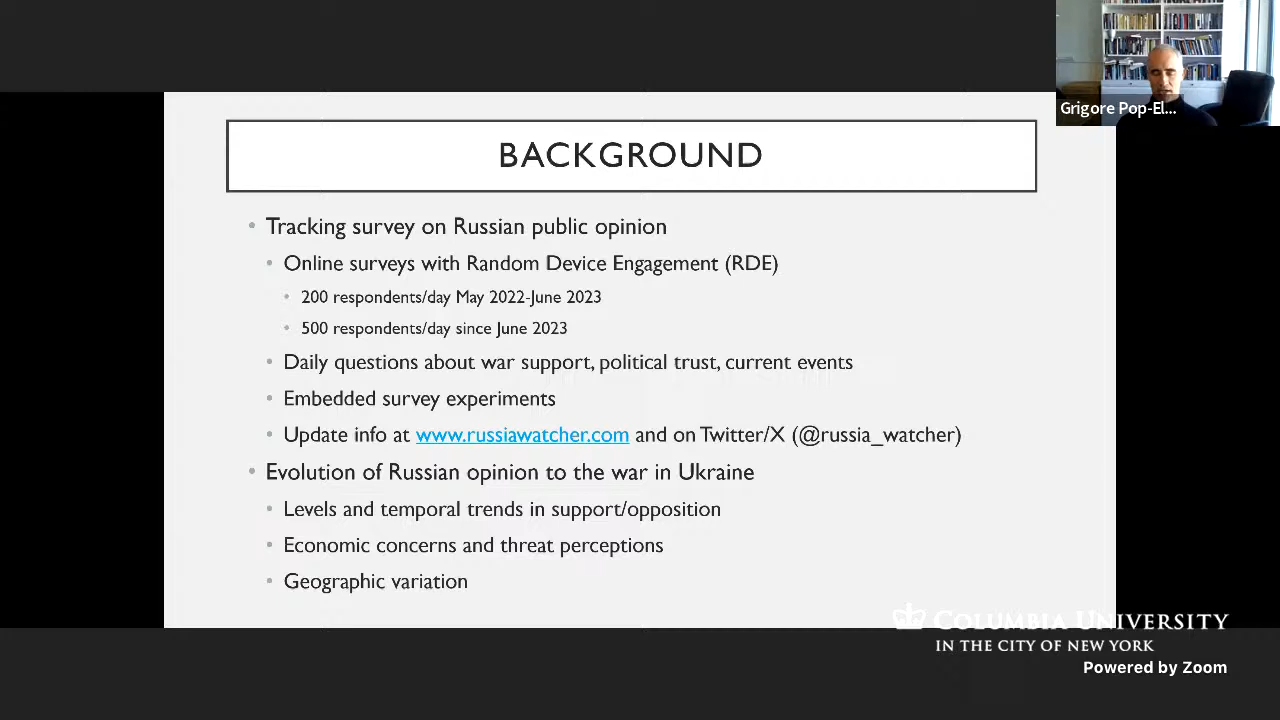 Grigore Pop-El...
BACKGROUND
• Tracking survey on Russian public opinion
• Online surveys with Random Device Engagement (RDE)
• 200 respondents/day May 2022-June 2023
• 500 respondents/day since June 2023
• Daily questions about war support, political trust, current events
• Embedded survey experiments
• Update info at www.russiawatcher.com and on Twitter/X (@russia_watcher)
• Evolution of Russian opinion to the war in Ukraine
• Levels and temporal trends in support/opposition
• Economic concerns and threat perceptions
• Geographic variation
COLUMBIA UNIVERSITY
IN THE CITY OF NEW YORK
Powered by Zoom